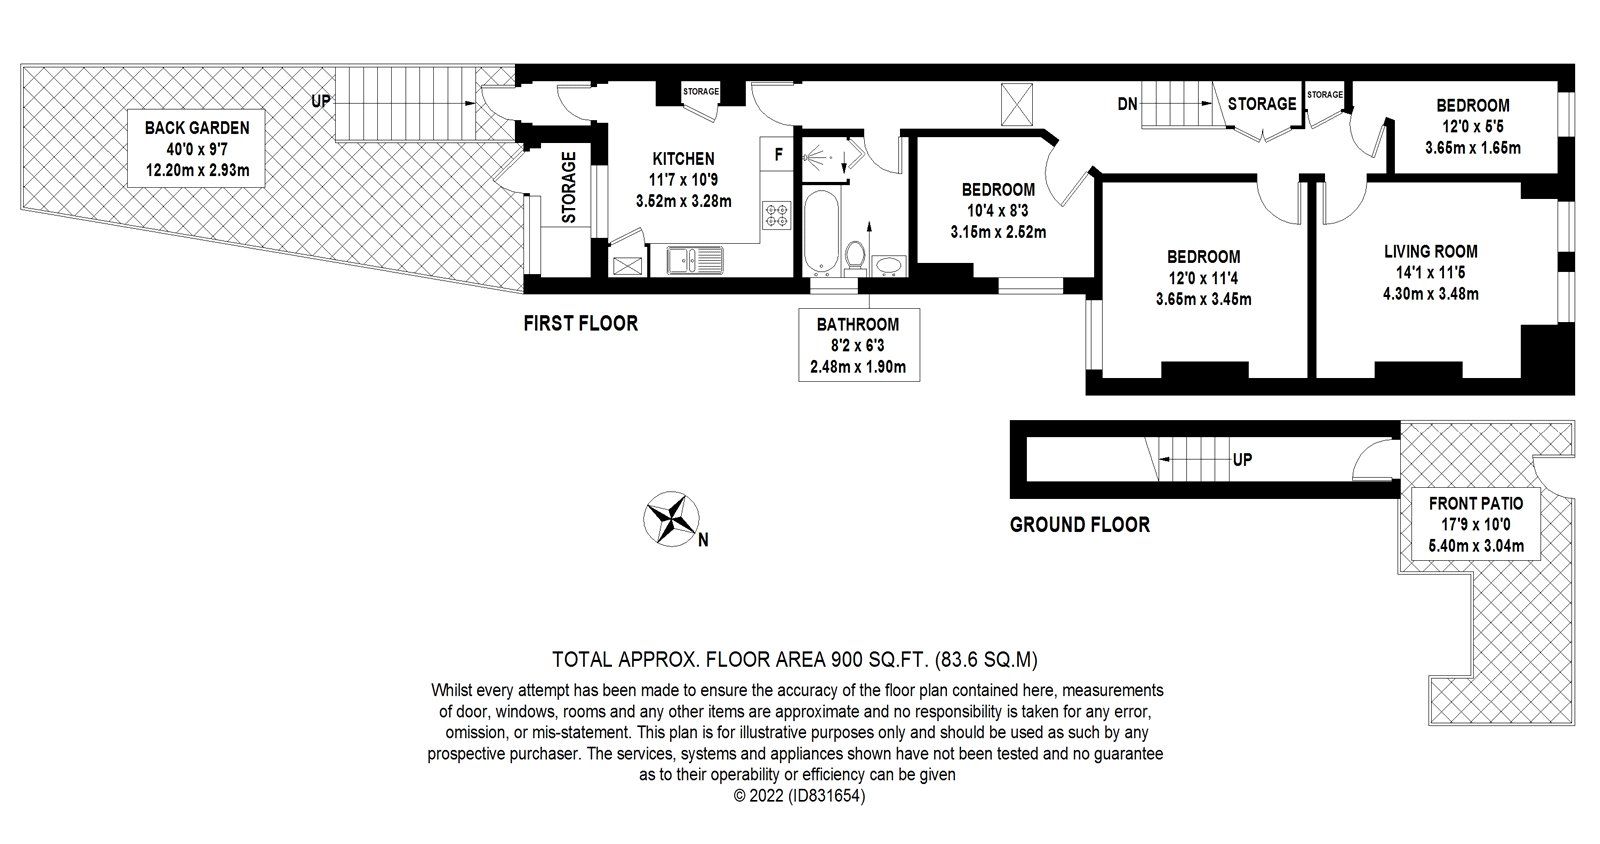 UP
BACK GARDEN
40'0 x 9'7
12.20m x 2.93m
STORAGE
KITCHEN
11'7 x 10'9
3.52m x 3.28m
STORAGE
F
BATHROOM
8'2 x 6'3
2.48m x 1.90m
BEDROOM
10'4 x 8'3
3.15m x 2.52m
DN
STORAGE
STORAGE
BEDROOM
12'0 x 5'5
3.65m x 1.65m
BEDROOM
12'0 x 11'4
3.65m x 3.45m
LIVING ROOM
14'1 x 11'5
4.30m x 3.48m
FIRST FLOOR
UP
GROUND FLOOR
FRONT PATIO
17'9 x 10'0
5.40m x 3.04m
N
TOTAL APPROX. FLOOR AREA 900 SQ.FT. (83.6 SQ.M)
Whilst every attempt has been made to ensure the accuracy of the floor plan contained here, measurements
of door, windows, rooms and any other items are approximate and no responsibility is taken for any error,
omission, or mis-statement. This plan is for illustrative purposes only and should be used as such by any
prospective purchaser. The services, systems and appliances shown have not been tested and no guarantee
as to their operability or efficiency can be given
© 2022 (ID831654)